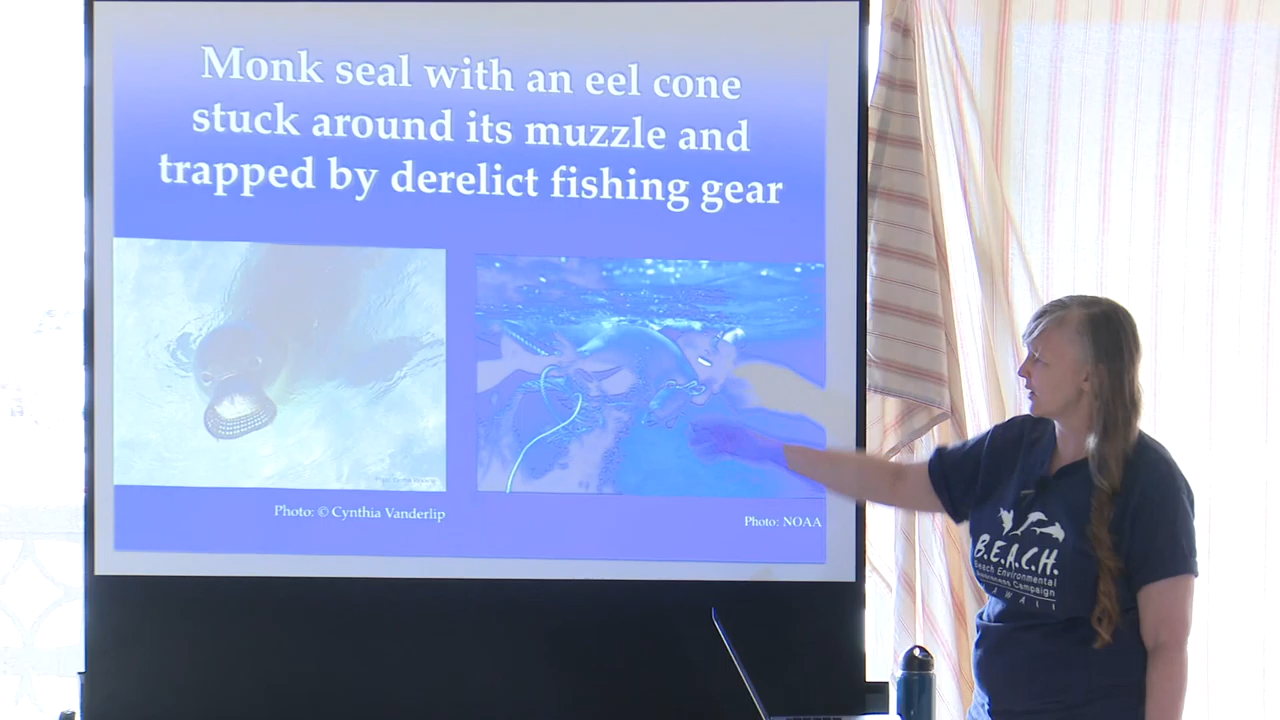 Monk seal with an eel cone
stuck around its muzzle and
trapped by derelict fishing gear
Photo: © Cynthia Vanderlip
Photo: NOAA
B.E.A.C.H.
Beach Environmental
Awareness Campaign